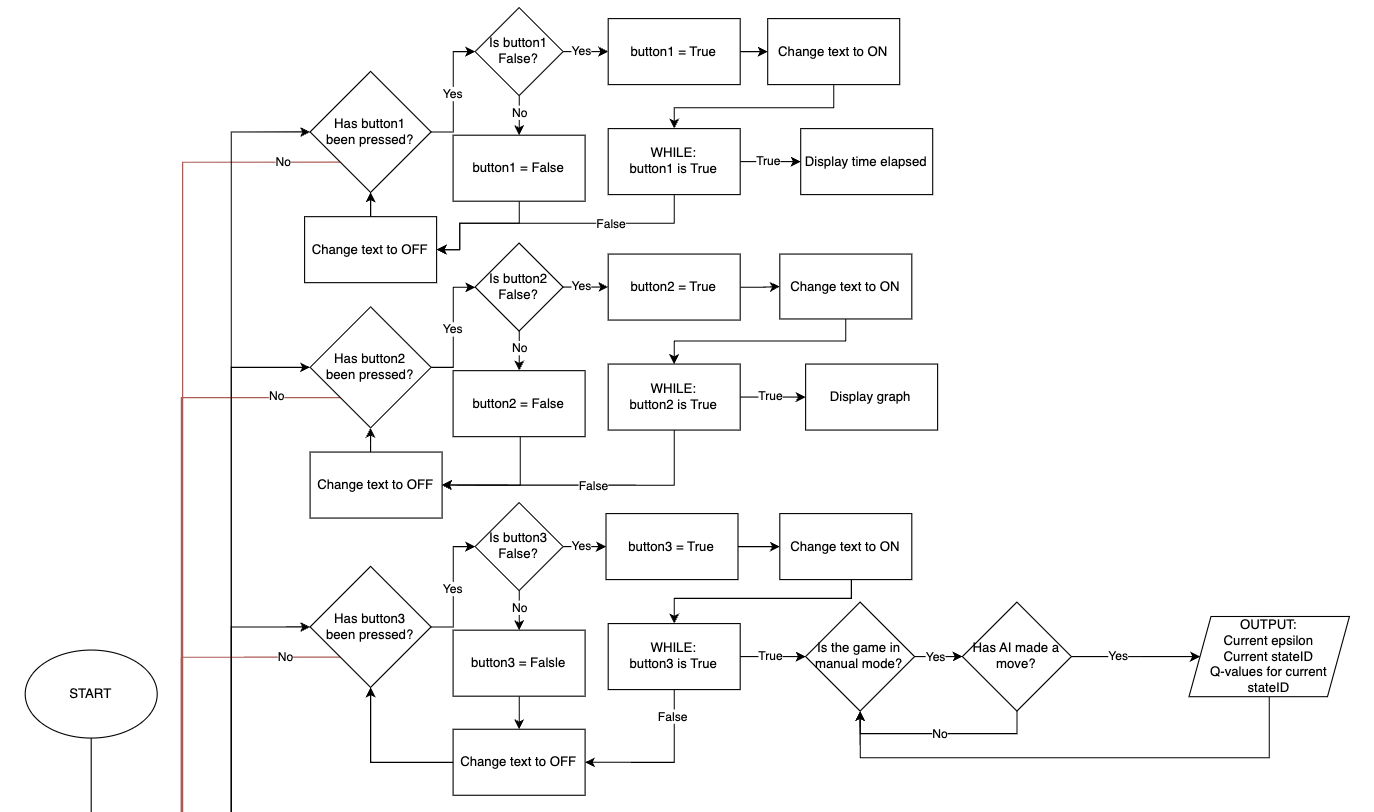 Is button1
False?
Yes
button1 = True
Change text to ON
Yes
No
Has button1
been pressed?
No
button1 = False
WHILE:
button1 is True
True
Display time elapsed
False
Change text to OFF
Is button2
False?
Yes
button2 = True
Change text to ON
Yes
No
Has button2
been pressed?
No
button2 = False
WHILE:
button2 is True
True
Display graph
False
Change text to OFF
Is button3
False?
Yes
button3 = True
Change text to ON
Yes
No
Has button3
been pressed?
No
button3 = Falsle
WHILE:
button3 is True
True
Is the game in
manual mode?
Yes
Has AI made a
move?
Yes
OUTPUT:
Current epsilon
Current stateID
Q-values for current
stateID
START
False
No
Change text to OFF